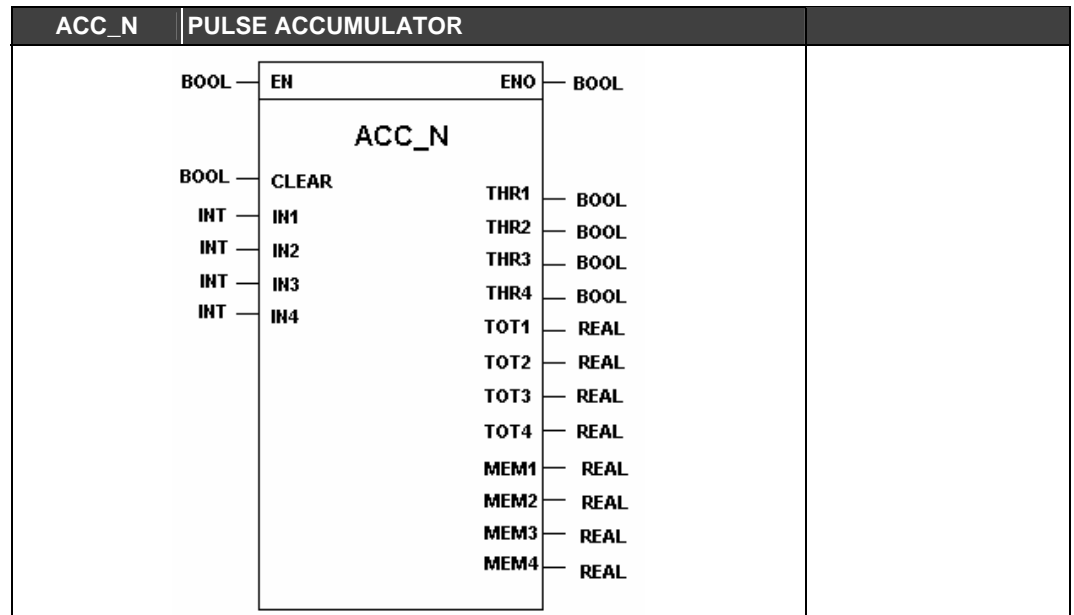 ACC_N PULSE ACCUMULATOR
BOOL EN ENO BOOL
ACC_N
BOOL CLEAR
THR1 BOOL
INT IN1
THR2 BOOL
INT IN2
THR3 BOOL
INT IN3
THR4 BOOL
INT IN4
TOT1 REAL
TOT2 REAL
TOT3 REAL
TOT4 REAL
MEM1 REAL
MEM2 REAL
MEM3 REAL
MEM4 REAL